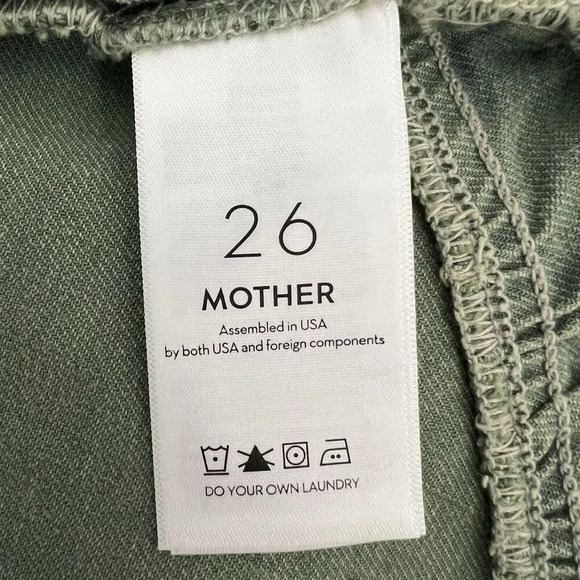 26
MOTHER
Assembled in USA
by both USA and foreign components
DO YOUR OWN LAUNDRY